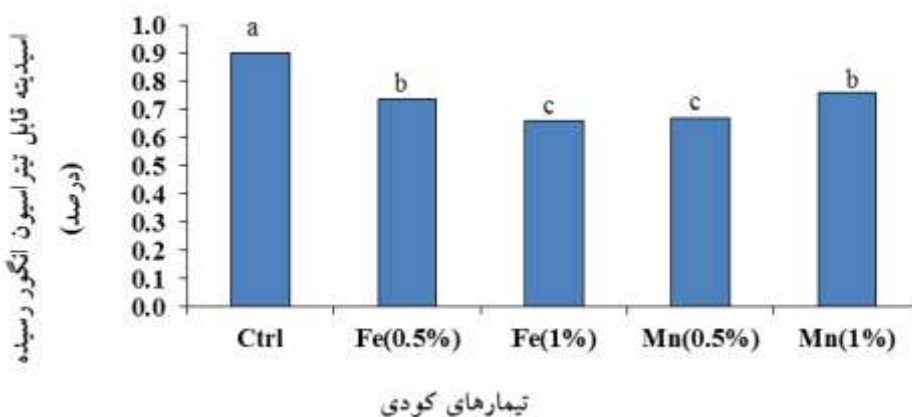 اسیدیته قابل تیتراسیون انگور رسیده
(درصد)
1.0
0.9
0.8
0.7
0.6
0.5
0.4
0.3
0.2
0.1
0.0
a
b
c
c
b
Ctrl Fe(0.5%) Fe(1%) Mn(0.5%) Mn(1%)
تیمارهای کودی